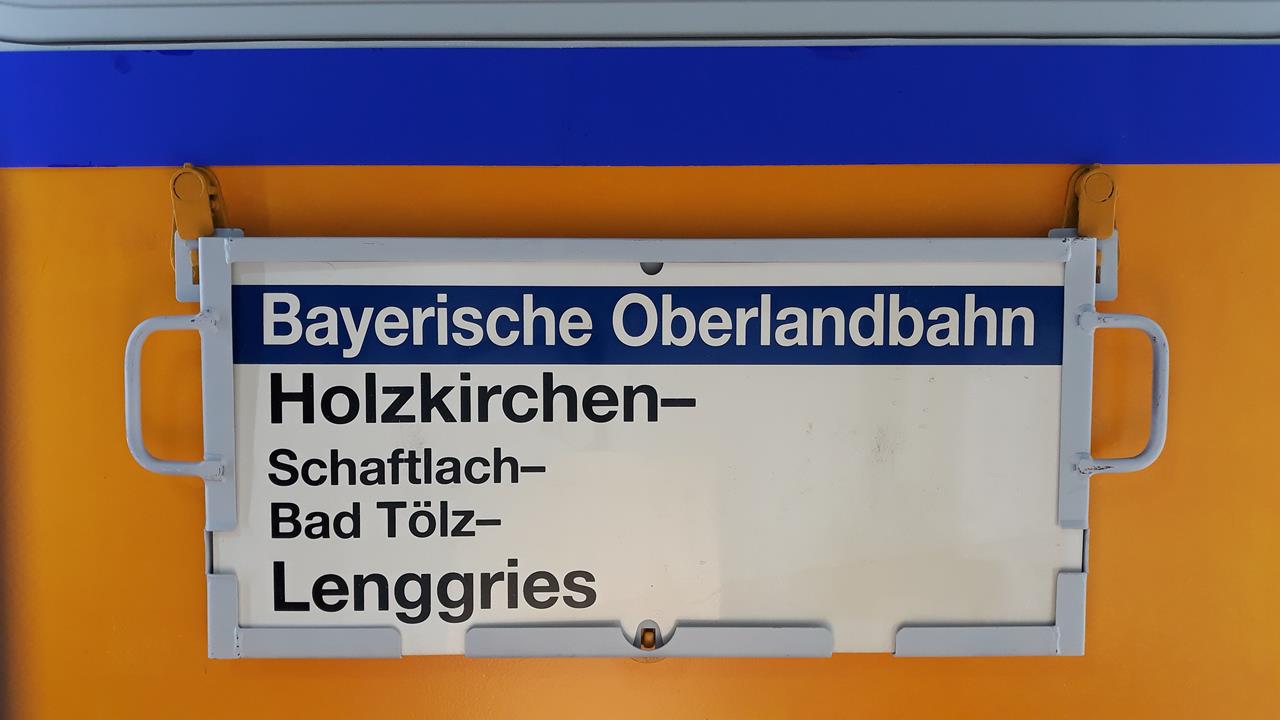 Bayerische Oberlandbahn
Holzkirchen–
Schaftlach–
Bad Tölz–
Lenggries